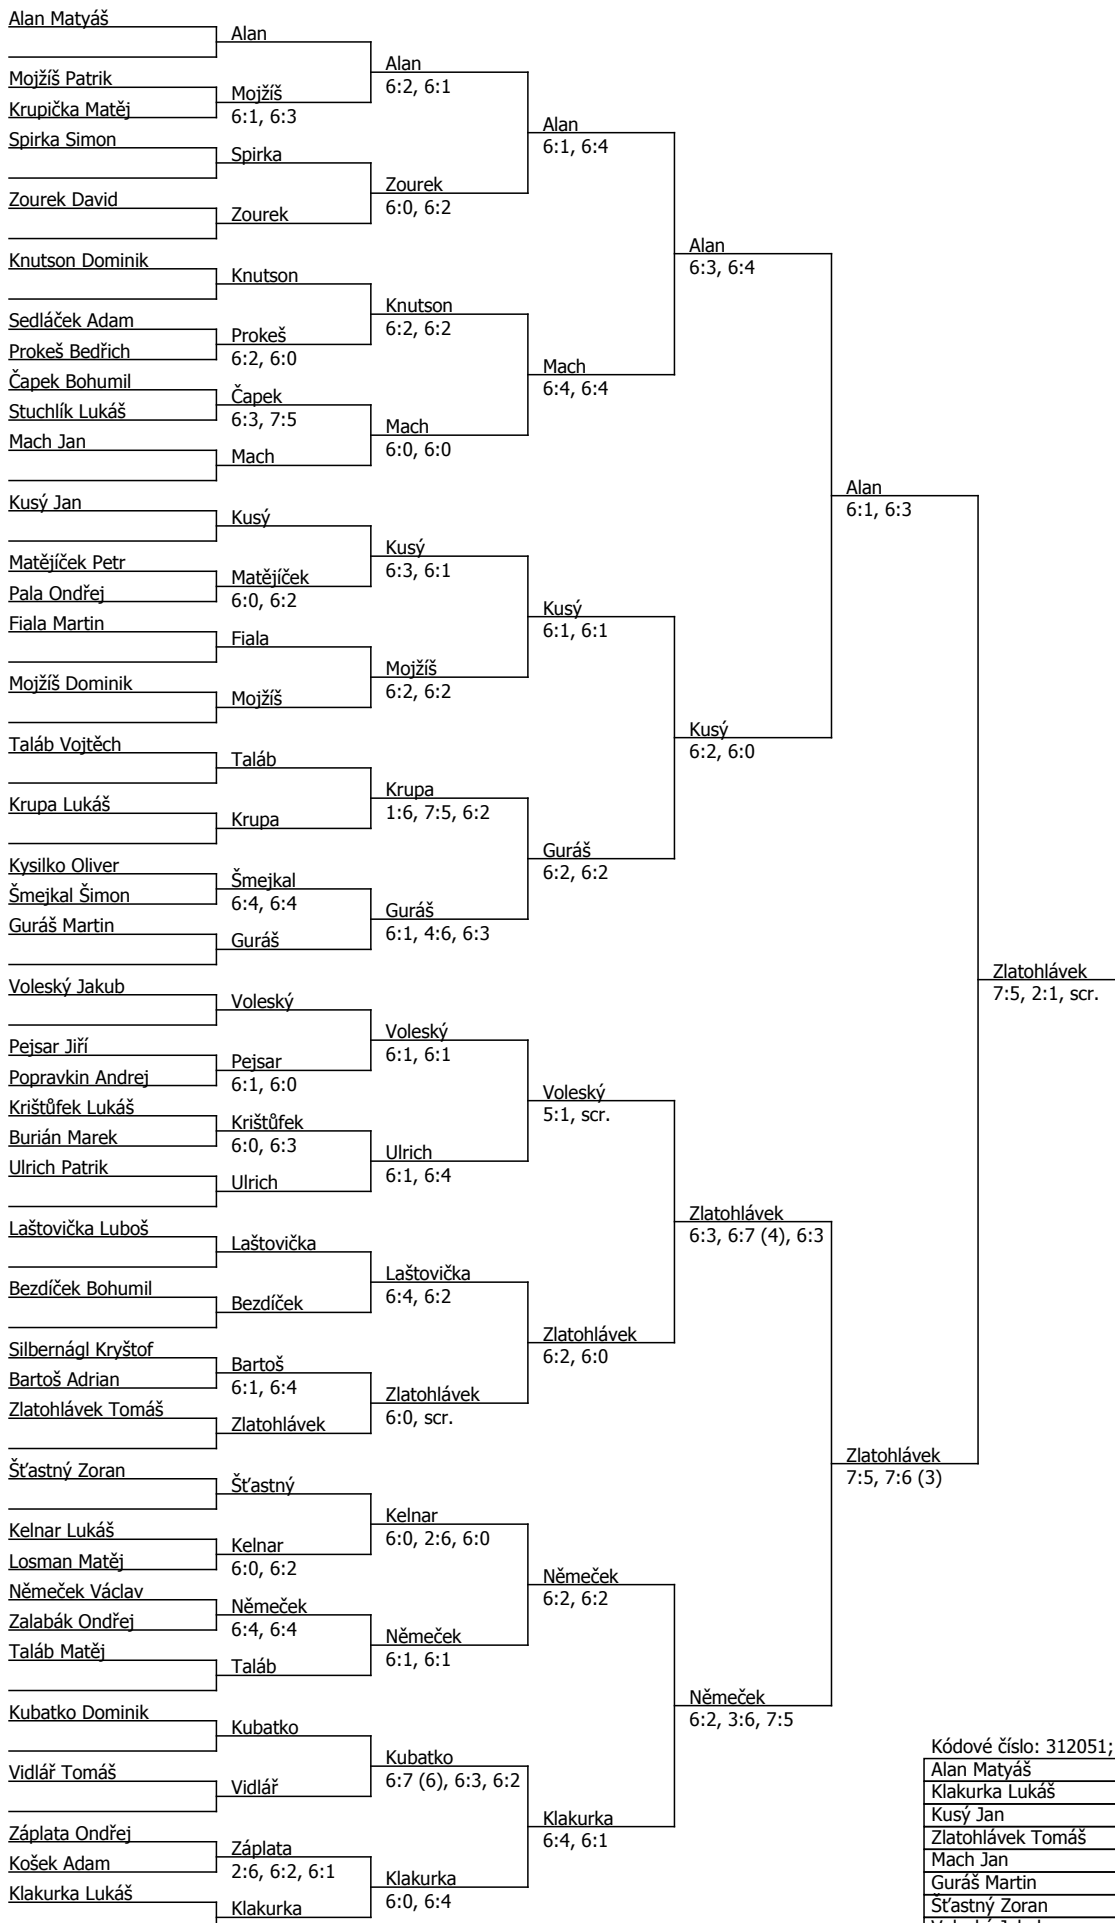 Alan Matyáš
Mojžíš Patrik
Krupička Matěj
Spirka Simon
Zourek David
Knutson Dominik
Sedláček Adam
Prokeš Bedřich
Čapek Bohumil
Stuchlík Lukáš
Mach Jan
Kusý Jan
Matějíček Petr
Pala Ondřej
Fiala Martin
Mojžíš Dominik
Taláb Vojtěch
Krupa Lukáš
Kysilko Oliver
Šmejkal Šimon
Guráš Martin
Voleský Jakub
Pejsar Jiří
Popravkin Andrej
Krištůfek Lukáš
Burián Marek
Ulrich Patrik
Laštovička Luboš
Bezdíček Bohumil
Silbernágl Kryštof
Bartoš Adrian
Zlatohlávek Tomáš
Šťastný Zoran
Kelnar Lukáš
Losman Matěj
Němeček Václav
Zalabák Ondřej
Taláb Matěj
Kubatko Dominik
Vidlář Tomáš
Záplata Ondřej
Košek Adam
Klakurka Lukáš
Alan
Mojžíš
6:1, 6:3
Spirka
Zourek
Knutson
Prokeš
6:2, 6:0
Čapek
6:3, 7:5
Mach
Kusý
Matějíček
6:0, 6:2
Fiala
Mojžíš
Taláb
Krupa
Šmejkal
6:4, 6:4
Guráš
Voleský
Pejsar
6:1, 6:0
Krištůfek
6:0, 6:3
Ulrich
Laštovička
Bezdíček
Bartoš
6:1, 6:4
Zlatohlávek
Šťastný
Kelnar
6:0, 6:2
Němeček
6:4, 6:4
Taláb
Kubatko
Vidlář
Záplata
2:6, 6:2, 6:1
Klakurka
Alan
6:2, 6:1
Zourek
6:0, 6:2
Knutson
6:2, 6:2
Mach
6:0, 6:0
Kusý
6:3, 6:1
Mojžíš
6:2, 6:2
Krupa
1:6, 7:5, 6:2
Guráš
6:1, 4:6, 6:3
Voleský
6:1, 6:1
Ulrich
6:1, 6:4
Laštovička
6:4, 6:2
Zlatohlávek
6:0, scr.
Kelnar
6:0, 2:6, 6:0
Němeček
6:1, 6:1
Kubatko
6:7 (6), 6:3, 6:2
Klakurka
6:0, 6:4
Alan
6:1, 6:4
Mach
6:4, 6:4
Kusý
6:1, 6:1
Guráš
6:2, 6:2
Voleský
5:1, scr.
Zlatohlávek
6:2, 6:0
Němeček
6:2, 6:2
Klakurka
6:4, 6:1
Alan
6:3, 6:4
Kusý
6:2, 6:0
Zlatohlávek
6:3, 6:7 (4), 6:3
Němeček
6:2, 3:6, 7:5
Alan
6:1, 6:3
Zlatohlávek
7:5, 7:6 (3)
Zlatohlávek
7:5, 2:1, scr.
Kódové číslo: 312051;
Alan Matyáš
Klakurka Lukáš
Kusý Jan
Zlatohlávek Tomáš
Mach Jan
Guráš Martin
Šťastný Zoran